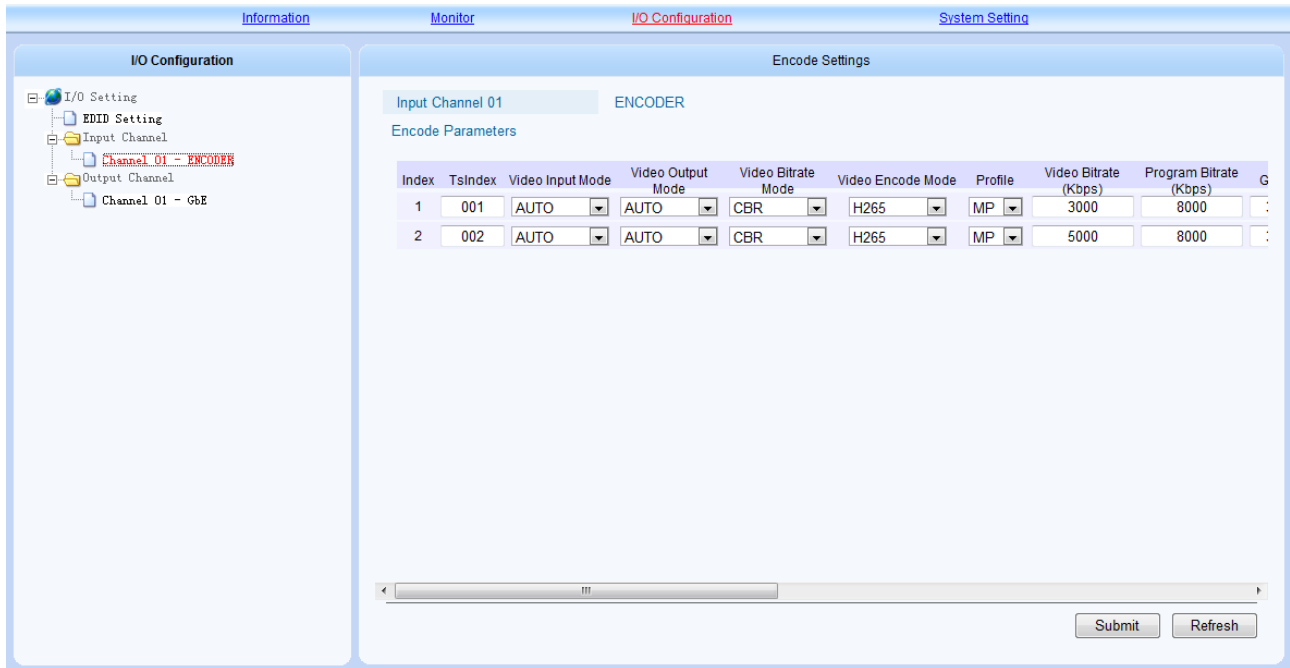 Information Monitor I/O Configuration System Setting
I/O Configuration
I/O Setting
EDID Setting
Input Channel
Channel 01 - ENCODER
Output Channel
Channel 01 - GbE
Encode Settings
Input Channel 01 ENCODER
Encode Parameters
Index TsIndex Video Input Mode Video Output Mode Video Bitrate Mode Video Encode Mode Profile Video Bitrate (Kbps) Program Bitrate (Kbps) G
1 001 AUTO AUTO CBR H265 MP 3000 8000
2 002 AUTO AUTO CBR H265 MP 5000 8000
Submit Refresh